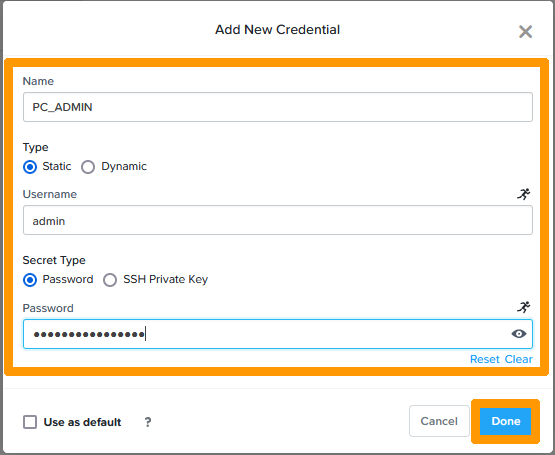 Add New Credential
Name
PC_ADMIN
Type
Static Dynamic
Username
admin
Secret Type
Password SSH Private Key
Password
••••••••••••••••
Reset Clear
Use as default ? Cancel Done